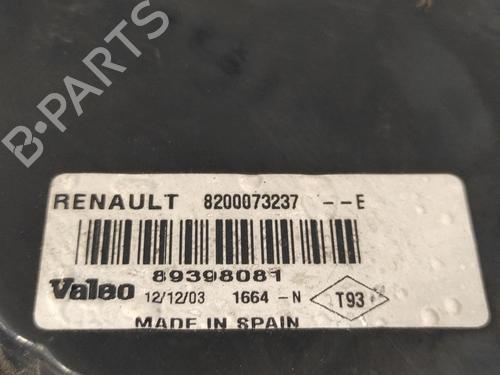 B-PARTS
RENAULT 8200073237 --E
89398081
Valeo 12/12/03 1664 -N T93
MADE IN SPAIN